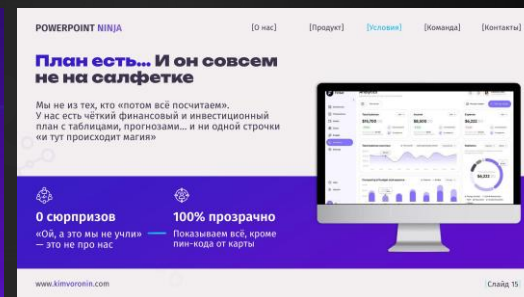 POWERPOINT NINJA
[О нас]
[Продукт]
[Условия]
[Команда]
[Контакты]
План есть... И он совсем
не на салфетке
Мы не из тех, кто «потом всё посчитаем».
У нас есть чёткий финансовый и инвестиционный
план с таблицами, прогнозами... и ни одной строчки
«и тут происходит магия»
0 сюрпризов
«Ой, а это мы не учли»
— это не про нас
100% прозрачно
Показываем всё, кроме
пин-кода от карты
www.kimvoronin.com
[Слайд 15]